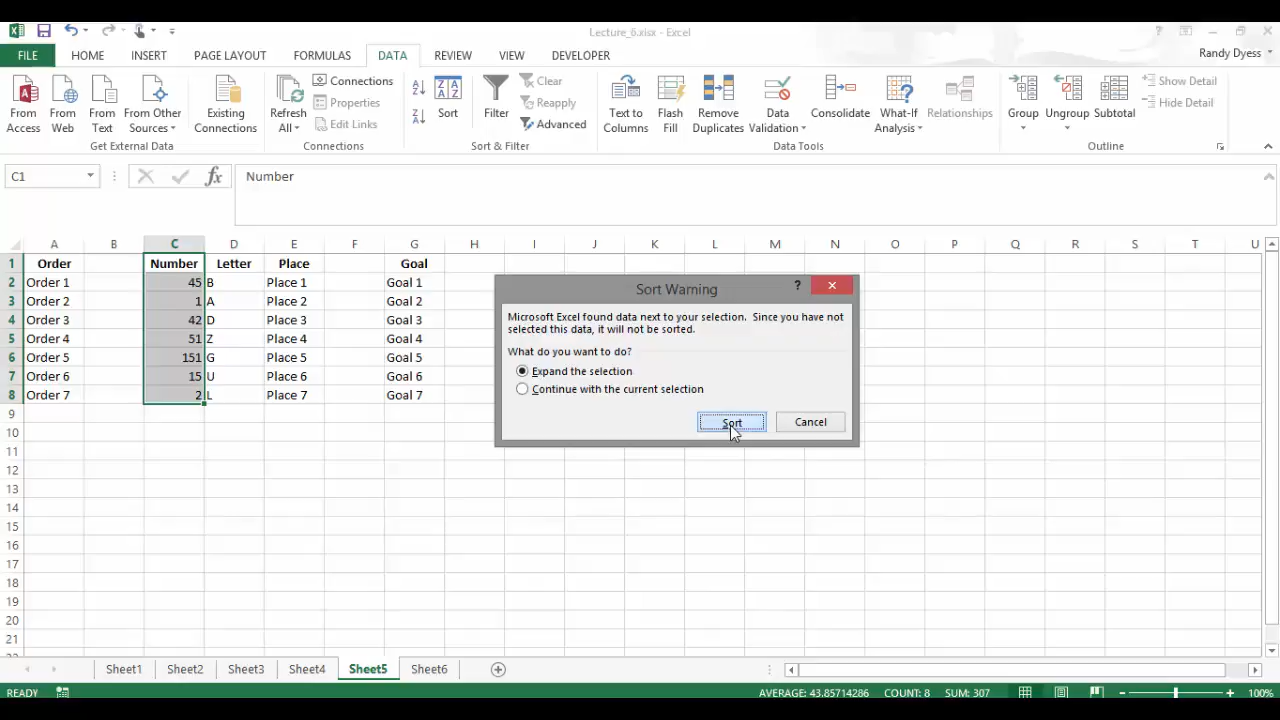 Lecture_6.xlsx - Excel
FILE HOME INSERT PAGE LAYOUT FORMULAS DATA REVIEW VIEW DEVELOPER Randy Dyess
From Access
From Web
From Text
From Other Sources
Existing Connections
Get External Data
Refresh All
Connections
Properties
Edit Links
Connections
Sort
Filter
Clear
Reapply
Advanced
Sort & Filter
Text to Columns
Flash Fill
Remove Duplicates
Data Validation
Consolidate
What-If Analysis
Relationships
Data Tools
Group
Ungroup
Subtotal
Show Detail
Hide Detail
Outline
C1 fx Number
A B C D E F G H I J K L M N O P Q R S T U
1 Order Number Letter Place Goal
2 Order 1 45 B Place 1 Goal 1
3 Order 2 1 A Place 2 Goal 2
4 Order 3 42 D Place 3 Goal 3
5 Order 4 51 Z Place 4 Goal 4
6 Order 5 151 G Place 5 Goal 5
7 Order 6 15 U Place 6 Goal 6
8 Order 7 2 L Place 7 Goal 7
9
10
11
12
13
14
15
16
17
18
19
20
21
Sort Warning ?
Microsoft Excel found data next to your selection. Since you have not
selected this data, it will not be sorted.
What do you want to do?
Expand the selection
Continue with the current selection
Sort Cancel
Sheet1 Sheet2 Sheet3 Sheet4 Sheet5 Sheet6
READY AVERAGE: 43.85714286 COUNT: 8 SUM: 307 100%